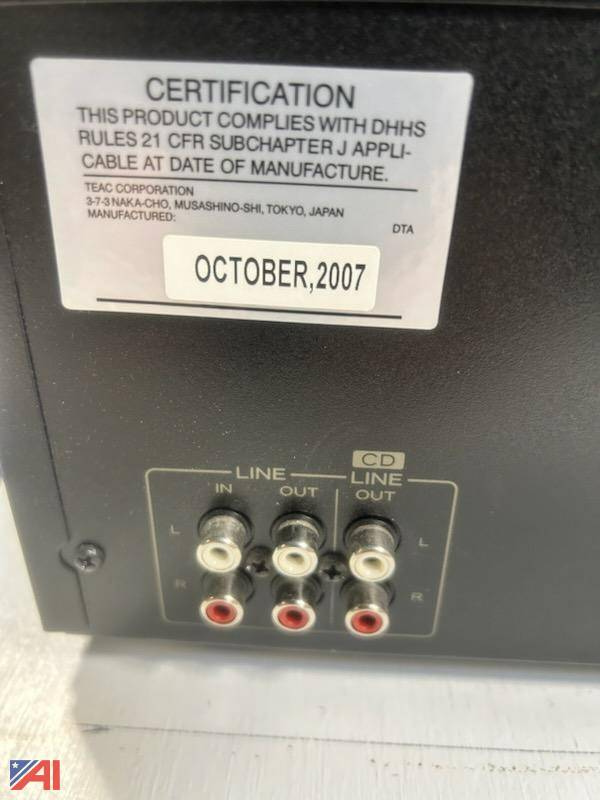 CERTIFICATION
THIS PRODUCT COMPLIES WITH DHHS
RULES 21 CFR SUBCHAPTER J APPLI-
CABLE AT DATE OF MANUFACTURE.
TEAC CORPORATION
3-7-3 NAKA-CHO, MUSASHINO-SHI, TOKYO, JAPAN
MANUFACTURED:
DTA
OCTOBER,2007
CD
LINE LINE
IN OUT OUT
L L
R R
AI